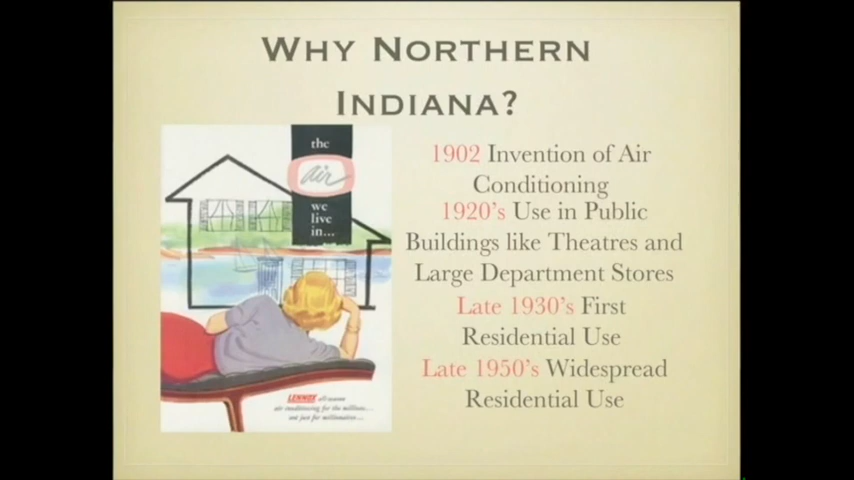 WHY NORTHERN
INDIANA?
the
air
we
live
in...
LENNOX all-season
air conditioning for the millions...
not just for millionaires...
1902 Invention of Air
Conditioning
1920's Use in Public
Buildings like Theatres and
Large Department Stores
Late 1930's First
Residential Use
Late 1950's Widespread
Residential Use